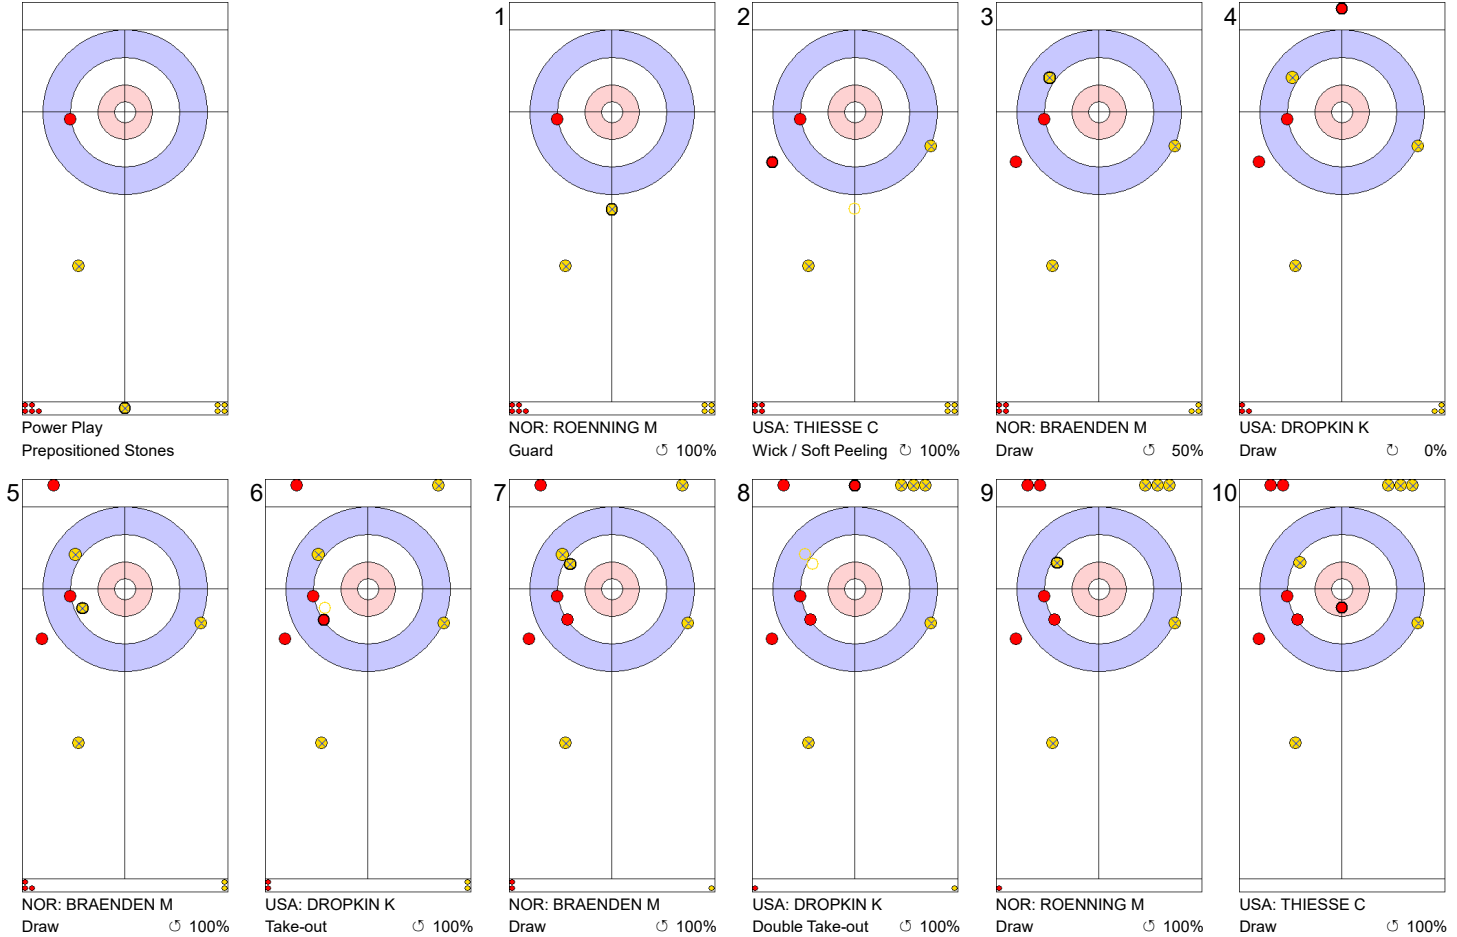 1
2
3
4
Power Play
Prepositioned Stones
NOR: ROENNING M
Guard ↺ 100%
USA: THIESSE C
Wick / Soft Peeling ↻ 100%
NOR: BRAENDEN M
Draw ↺ 50%
USA: DROPKIN K
Draw ↻ 0%
5
6
7
8
9
10
NOR: BRAENDEN M
Draw ↺ 100%
USA: DROPKIN K
Take-out ↺ 100%
NOR: BRAENDEN M
Draw ↺ 100%
USA: DROPKIN K
Double Take-out ↺ 100%
NOR: ROENNING M
Draw ↺ 100%
USA: THIESSE C
Draw ↺ 100%